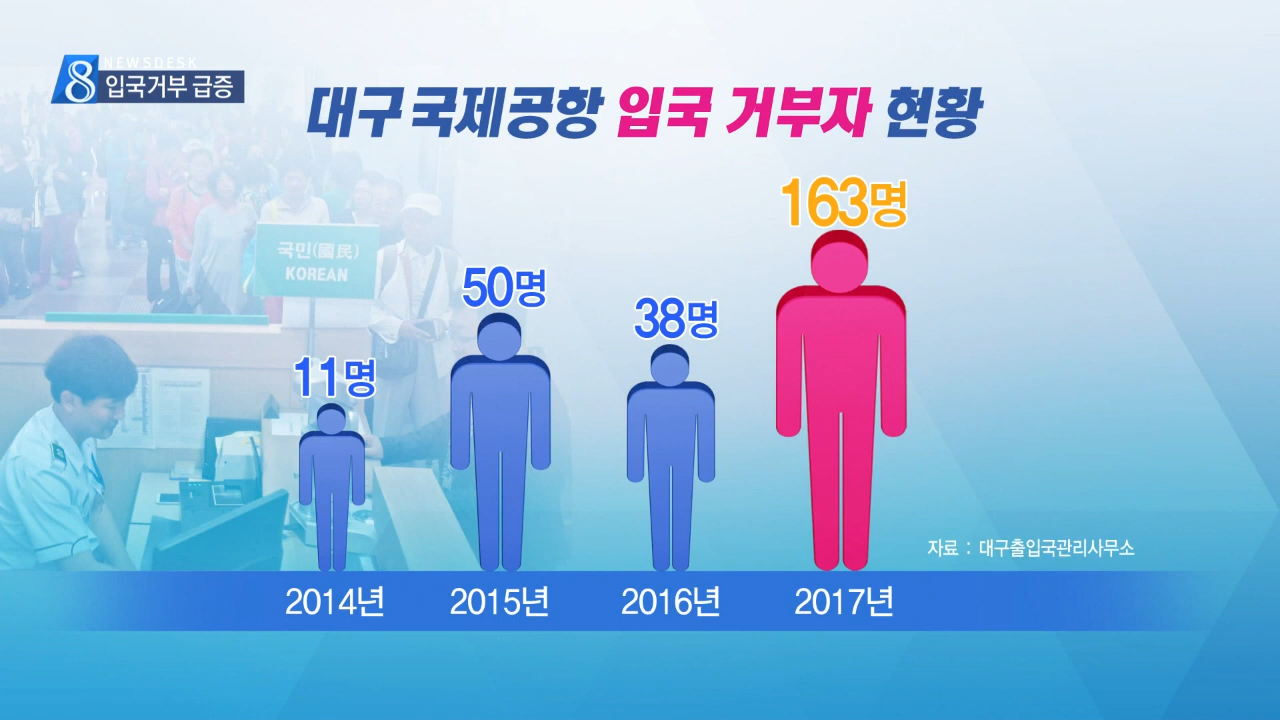 NEWSDESK
8 입국거부 급증
대구국제공항 입국 거부자 현황
163명
국민(國民)
KOREAN
50명
38명
11명
자료 : 대구출입국관리사무소
2014년 2015년 2016년 2017년